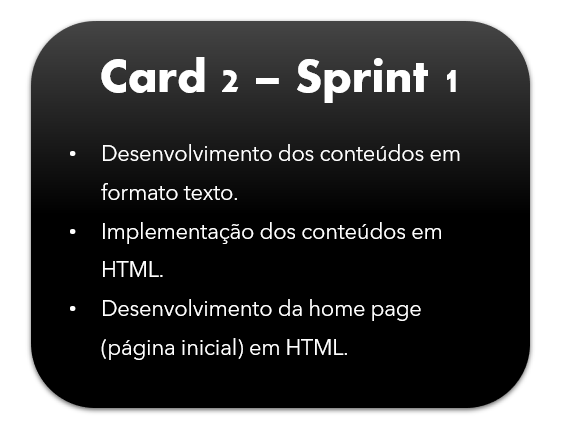 Card 2 – Sprint 1
• Desenvolvimento dos conteúdos em
formato texto.
• Implementação dos conteúdos em
HTML.
• Desenvolvimento da home page
(página inicial) em HTML.